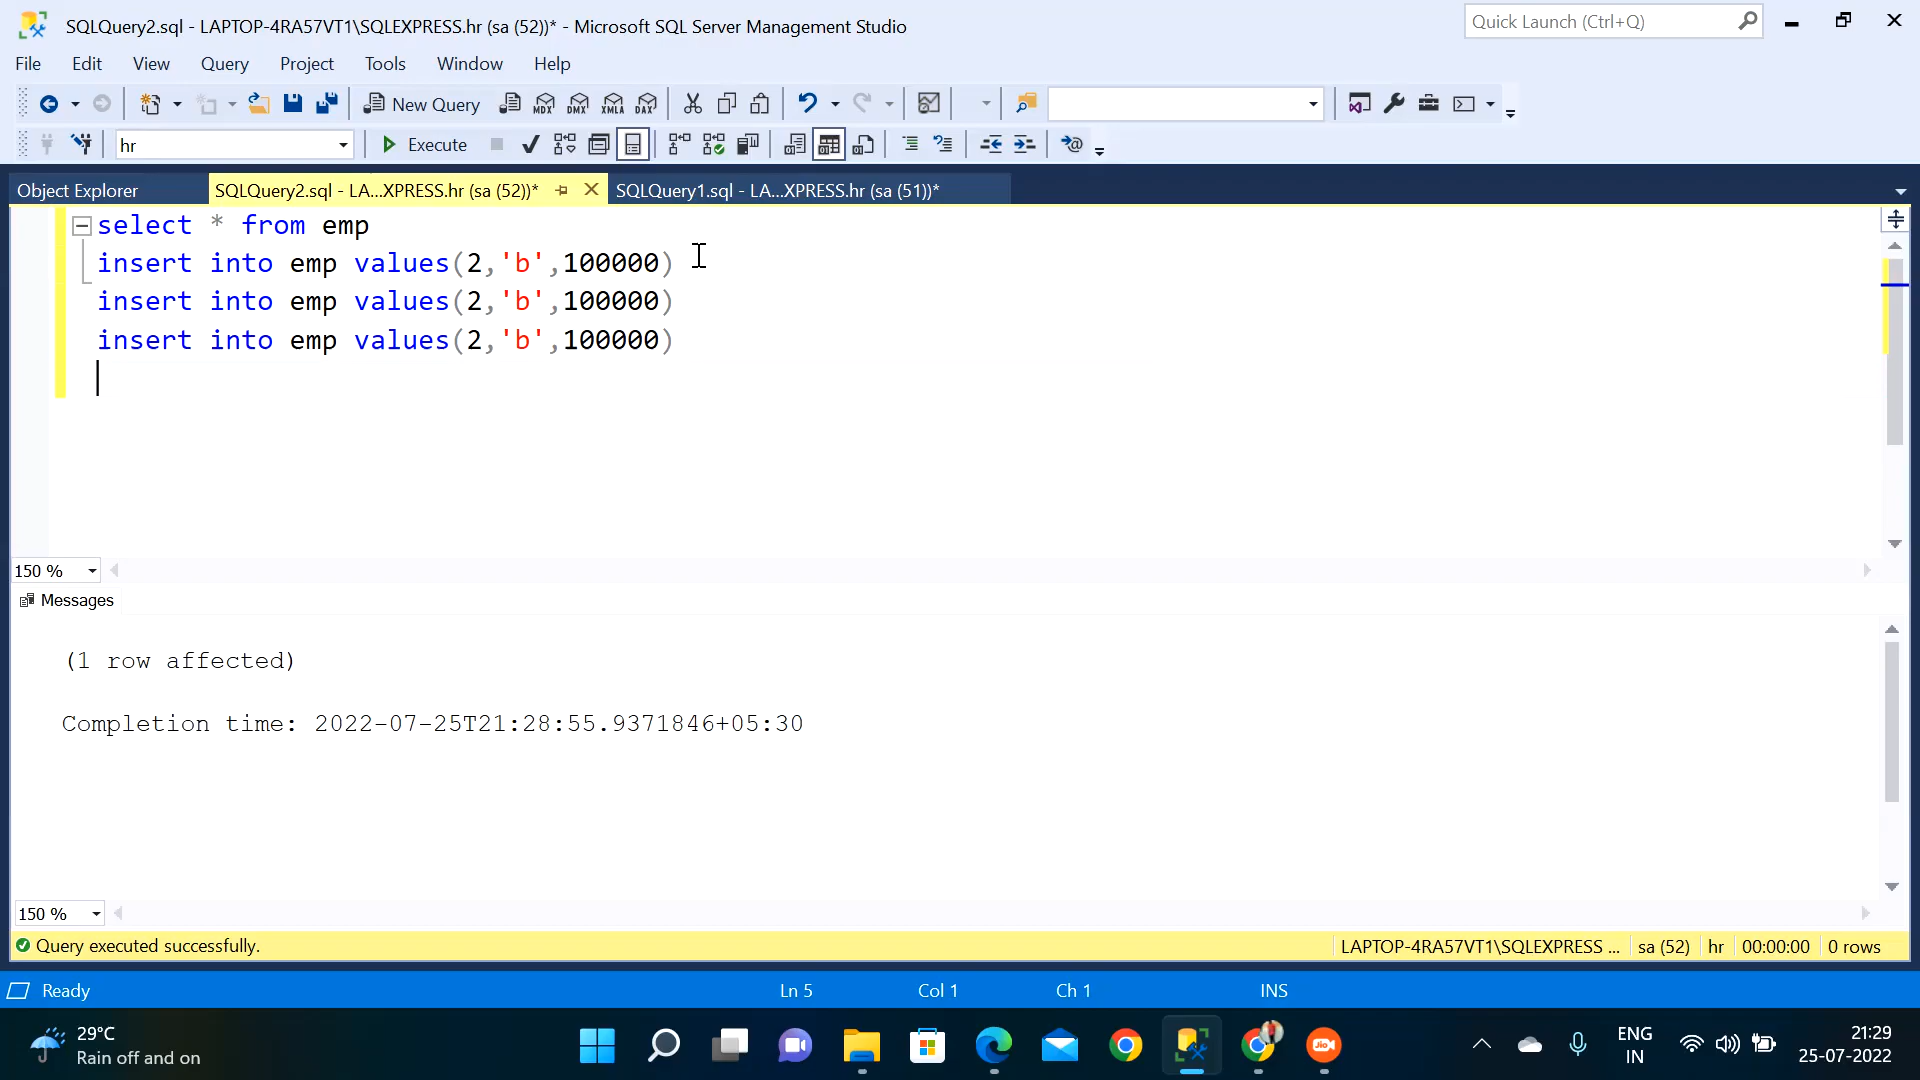 SQLQuery2.sql - LAPTOP-4RA57VT1\SQLEXPRESS.hr (sa (52))* - Microsoft SQL Server Management Studio
Quick Launch (Ctrl+Q)
File Edit View Query Project Tools Window Help
New Query MDX DMX XMLA DAX
hr Execute
Object Explorer SQLQuery2.sql - LA...XPRESS.hr (sa (52))* SQLQuery1.sql - LA...XPRESS.hr (sa (51))*
select * from emp
insert into emp values(2,'b',100000)
insert into emp values(2,'b',100000)
insert into emp values(2,'b',100000)
150 %
Messages
(1 row affected)
Completion time: 2022-07-25T21:28:55.9371846+05:30
150 %
Query executed successfully. LAPTOP-4RA57VT1\SQLEXPRESS ... sa (52) hr 00:00:00 0 rows
Ready Ln 5 Col 1 Ch 1 INS
29°C
Rain off and on
Jio
ENG
IN
21:29
25-07-2022